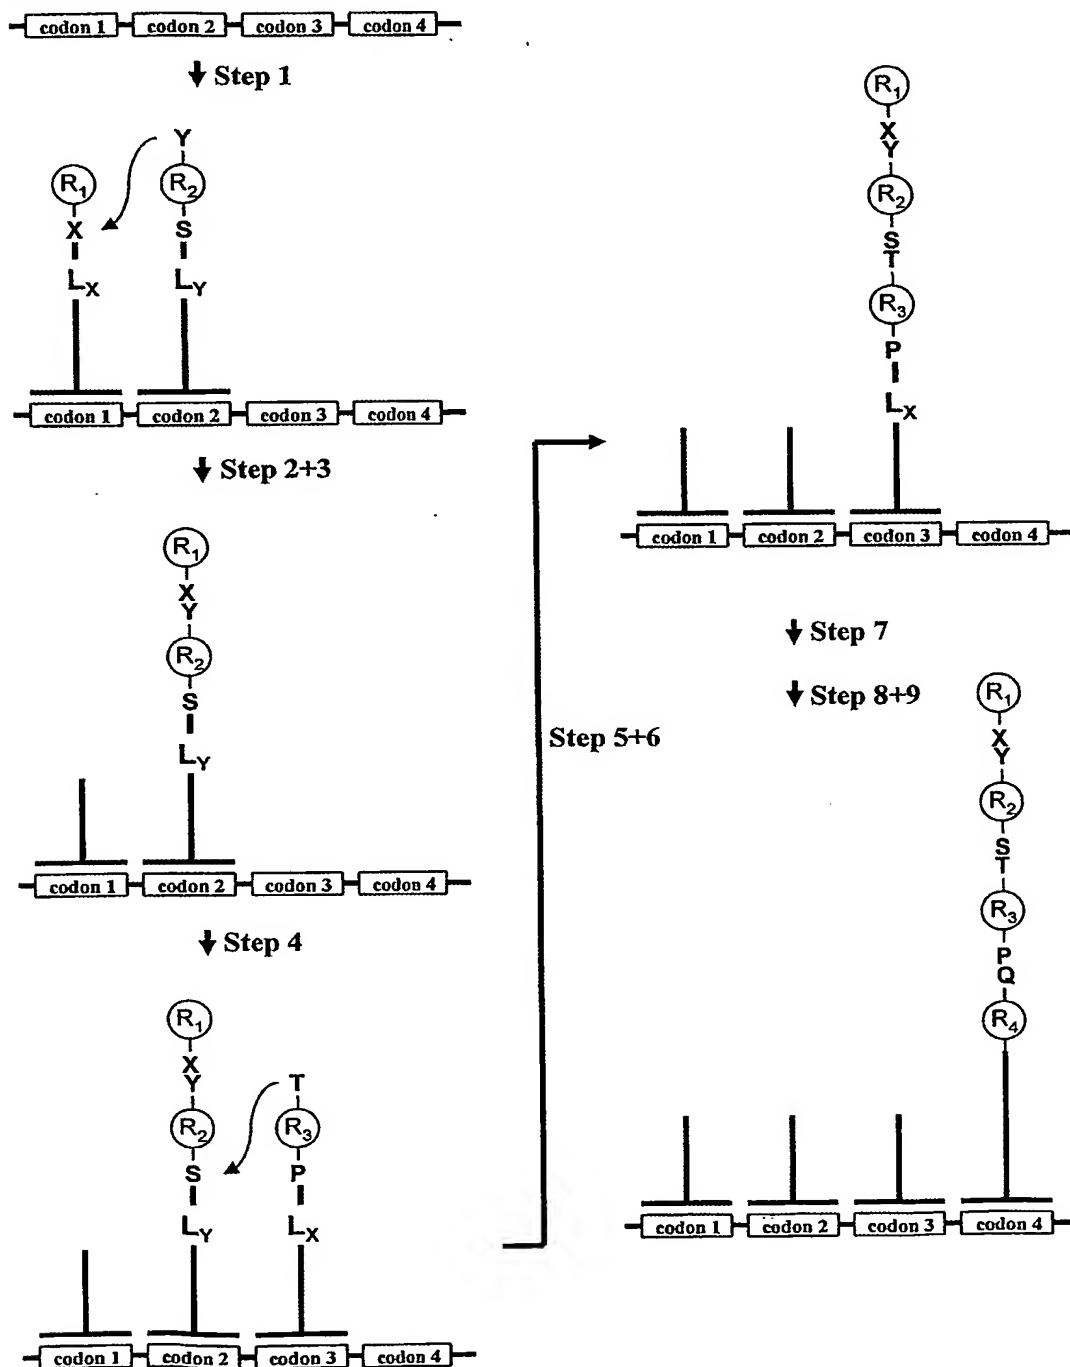 codon 1 codon 2 codon 3 codon 4
Step 1
Y
R1 R2
X S
LX LY
codon 1 codon 2 codon 3 codon 4
Step 2+3
R1
X
Y
R2
S
LY
codon 1 codon 2 codon 3 codon 4
Step 4
R1
X
Y T
R2 R3
S P
LY LX
codon 1 codon 2 codon 3 codon 4
Step 5+6
R1
X
Y
R2
S
T
R3
P
LX
codon 1 codon 2 codon 3 codon 4
Step 7
Step 8+9
R1
X
Y
R2
S
T
R3
P
Q
R4
codon 1 codon 2 codon 3 codon 4